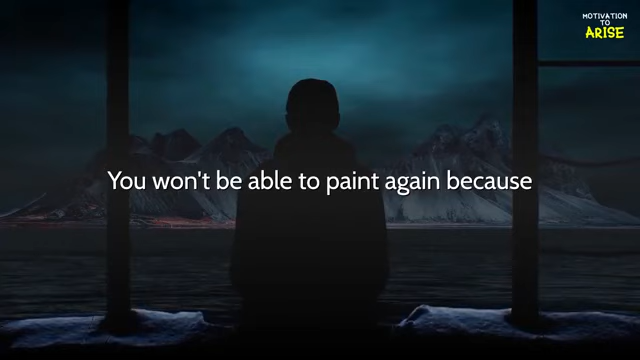 MOTIVATION
TO
ARISE
You won't be able to paint again because